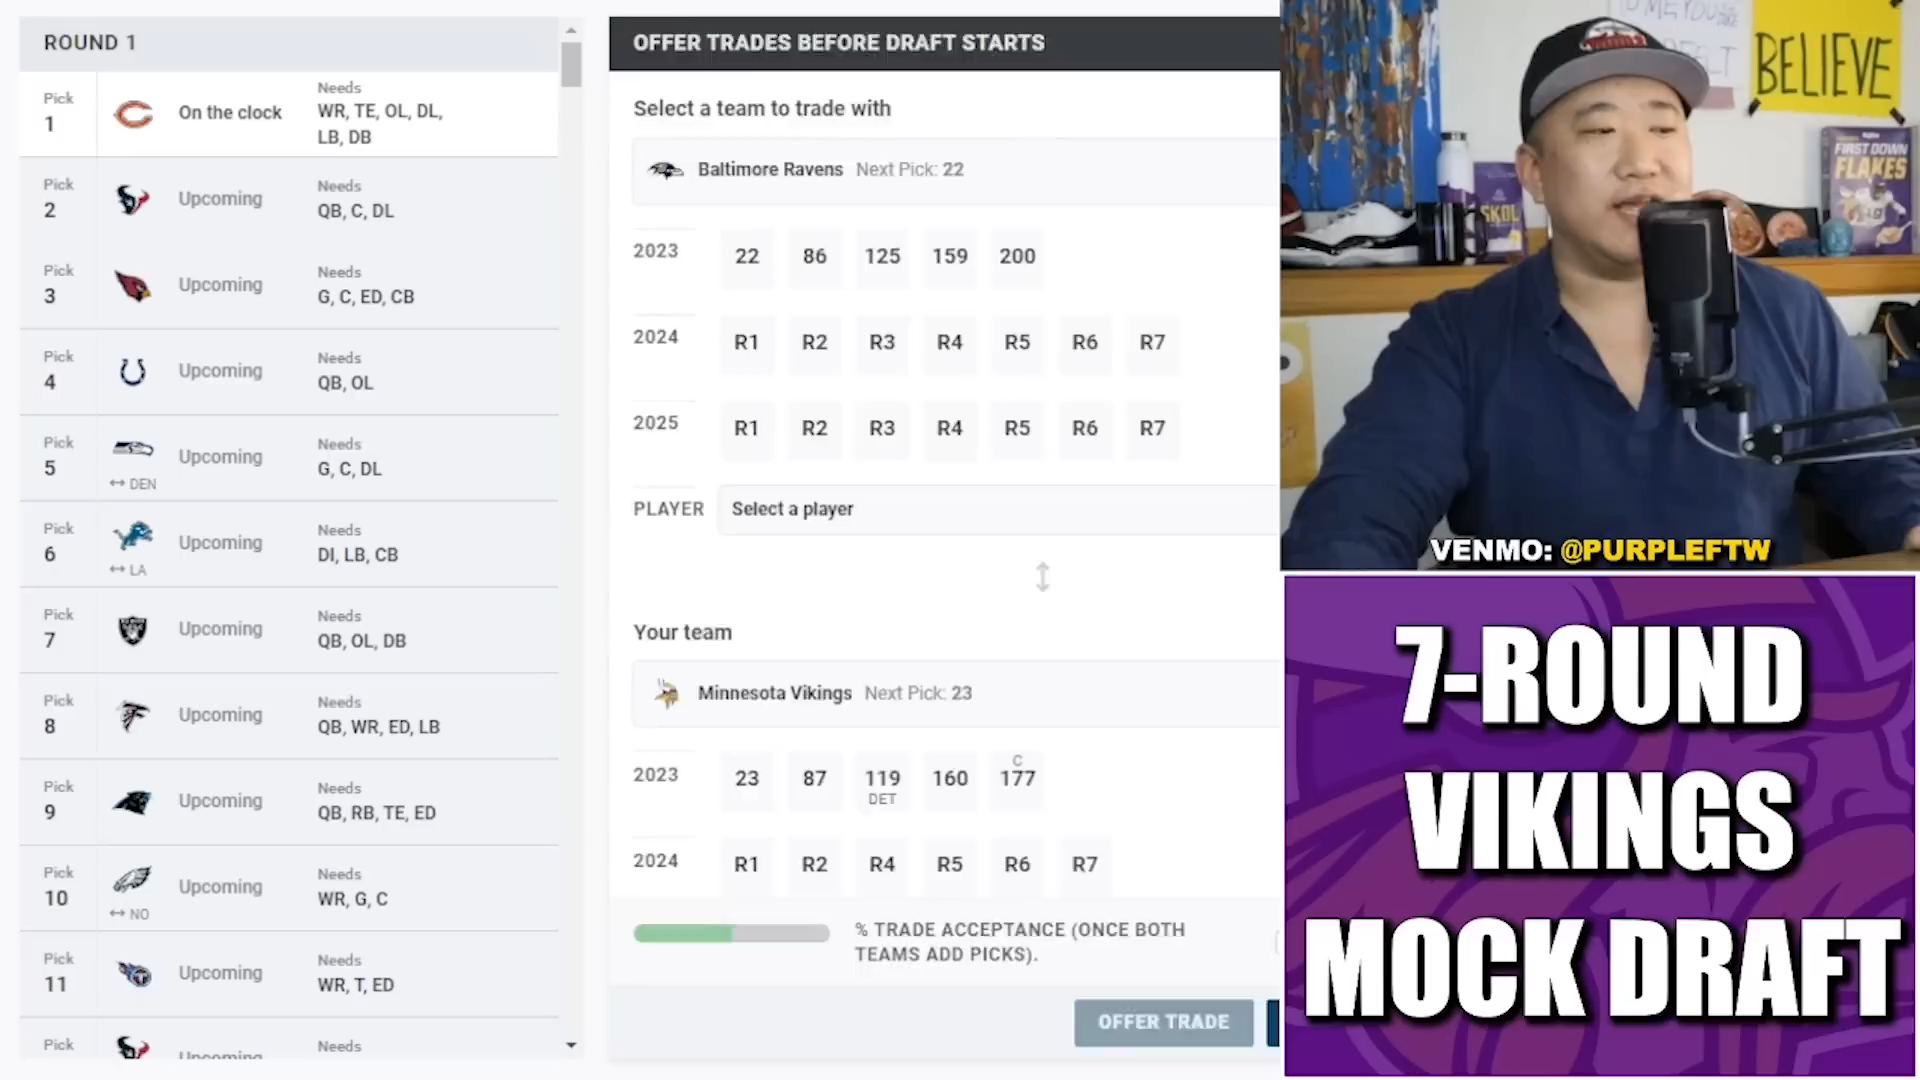 ROUND 1
Pick
1
On the clock
Needs
WR, TE, OL, DL,
LB, DB
Pick
2
Upcoming
Needs
QB, C, DL
Pick
3
Upcoming
Needs
G, C, ED, CB
Pick
4
Upcoming
Needs
QB, OL
Pick
5
↔ DEN
Upcoming
Needs
G, C, DL
Pick
6
↔ LA
Upcoming
Needs
DI, LB, CB
Pick
7
Upcoming
Needs
QB, OL, DB
Pick
8
Upcoming
Needs
QB, WR, ED, LB
Pick
9
Upcoming
Needs
QB, RB, TE, ED
Pick
10
↔ NO
Upcoming
Needs
WR, G, C
Pick
11
Upcoming
Needs
WR, T, ED
Pick
Upcoming
Needs
OFFER TRADES BEFORE DRAFT STARTS
Select a team to trade with
Baltimore Ravens Next Pick: 22
2023 22 86 125 159 200
2024 R1 R2 R3 R4 R5 R6 R7
2025 R1 R2 R3 R4 R5 R6 R7
PLAYER Select a player
Your team
Minnesota Vikings Next Pick: 23
2023 23 87 119 DET 160 C 177
2024 R1 R2 R4 R5 R6 R7
% TRADE ACCEPTANCE (ONCE BOTH
TEAMS ADD PICKS).
OFFER TRADE
BELIEVE
FIRST DOWN
FLAKES
SKOL
VENMO: @PURPLEFTW
7-ROUND
VIKINGS
MOCK DRAFT